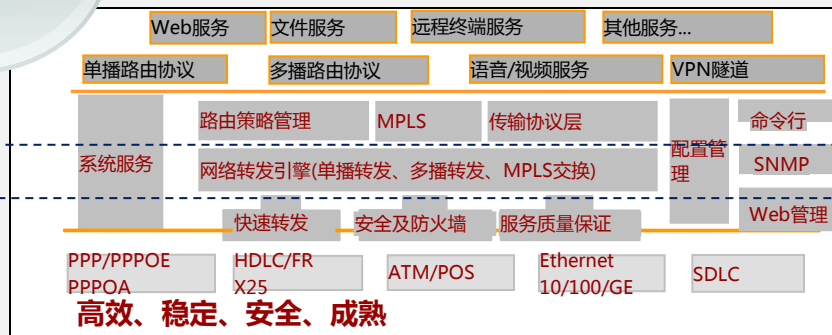 Web服务 文件服务 远程终端服务 其他服务...
单播路由协议 多播路由协议 语音/视频服务 VPN隧道
路由策略管理 MPLS 传输协议层 命令行
系统服务 网络转发引擎(单播转发、多播转发、MPLS交换) 配置管 SNMP
理
快速转发 安全及防火墙 服务质量保证 Web管理
PPP/PPPOE HDLC/FR ATM/POS Ethernet SDLC
PPPOA X25 10/100/GE
高效、稳定、安全、成熟